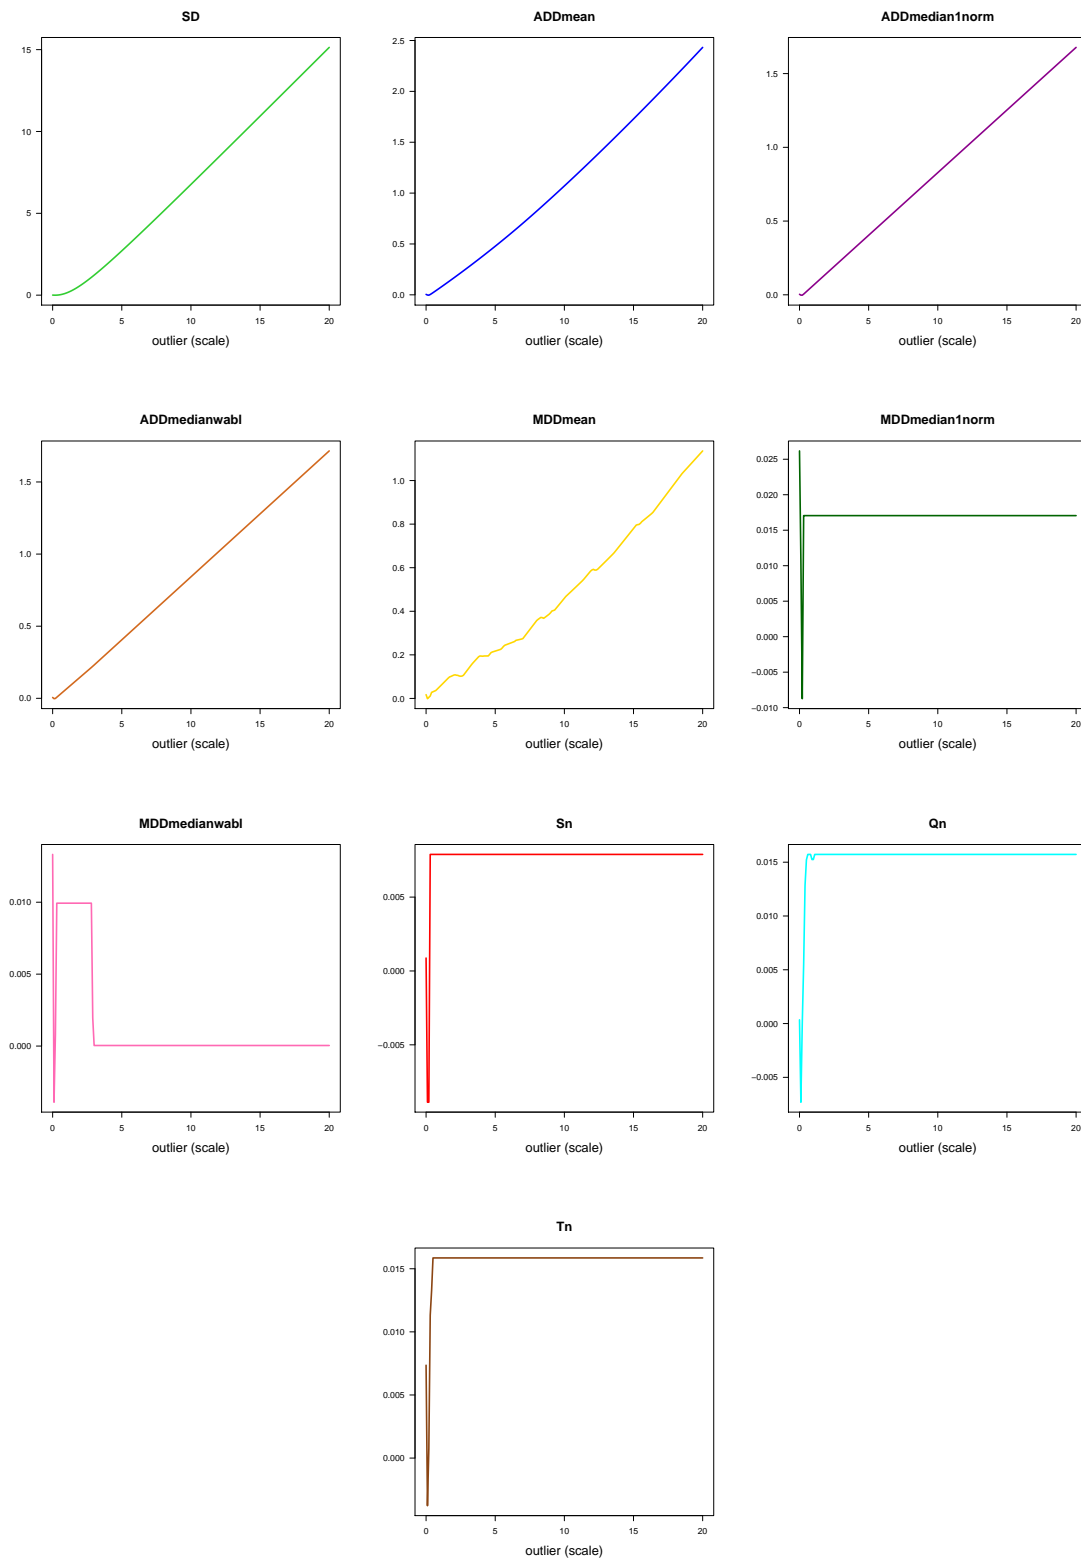 SD
ADDmean
ADDmedian1norm
15
10
5
0
2.5
2.0
1.5
1.0
0.5
0.0
1.5
1.0
0.5
0.0
0 5 10 15 20
0 5 10 15 20
0 5 10 15 20
outlier (scale)
outlier (scale)
outlier (scale)
ADDmedianwabl
MDDmean
MDDmedian1norm
1.5
1.0
0.5
0.0
1.0
0.8
0.6
0.4
0.2
0.0
0.025
0.020
0.015
0.010
0.005
0.000
−0.005
−0.010
0 5 10 15 20
0 5 10 15 20
0 5 10 15 20
outlier (scale)
outlier (scale)
outlier (scale)
MDDmedianwabl
Sn
Qn
0.010
0.005
0.000
0.005
0.000
−0.005
0.015
0.010
0.005
0.000
−0.005
0 5 10 15 20
0 5 10 15 20
0 5 10 15 20
outlier (scale)
outlier (scale)
outlier (scale)
Tn
0.015
0.010
0.005
0.000
0 5 10 15 20
outlier (scale)